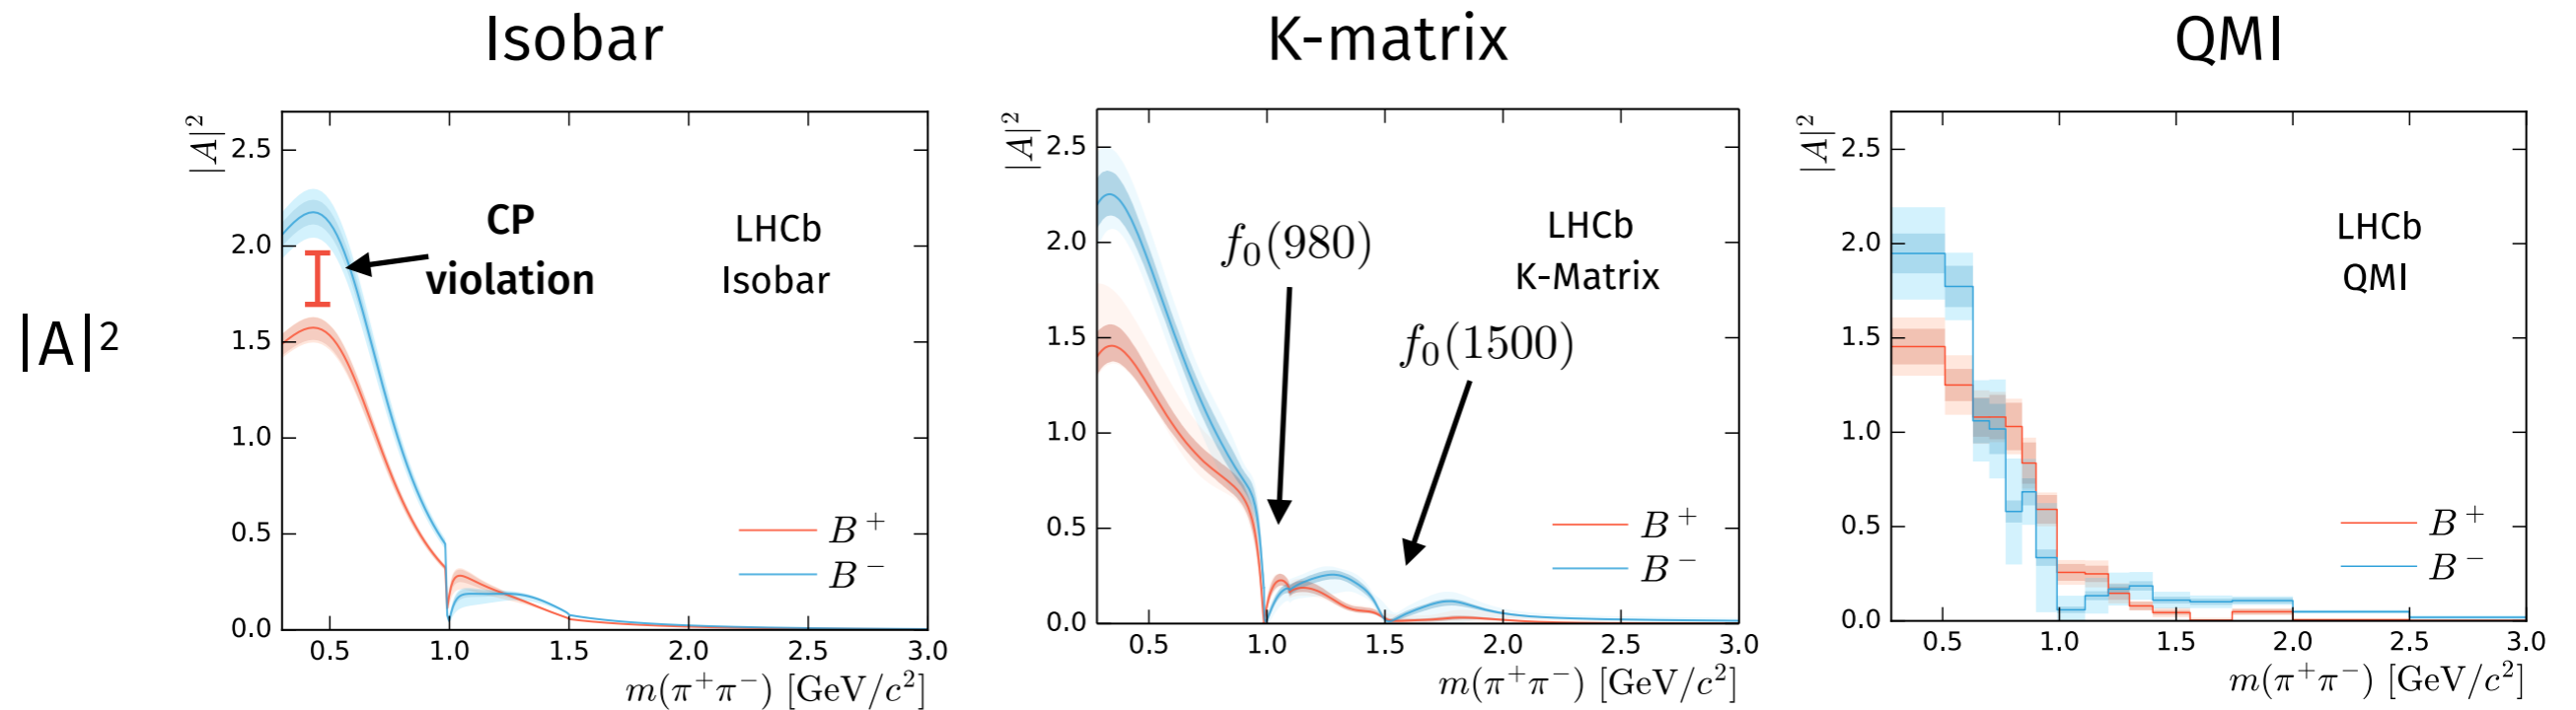 Isobar
K-matrix
QMI
|A|²
|A|²
2.5
2.0
1.5
1.0
0.5
0.0
0.5 1.0 1.5 2.0 2.5 3.0
m(π⁺π⁻) [GeV/c²]
CP
violation
LHCb
Isobar
B⁺
B⁻
|A|²
2.5
2.0
1.5
1.0
0.5
0.0
0.5 1.0 1.5 2.0 2.5 3.0
m(π⁺π⁻) [GeV/c²]
f₀(980)
f₀(1500)
LHCb
K-Matrix
B⁺
B⁻
|A|²
2.5
2.0
1.5
1.0
0.5
0.0
0.5 1.0 1.5 2.0 2.5 3.0
m(π⁺π⁻) [GeV/c²]
LHCb
QMI
B⁺
B⁻